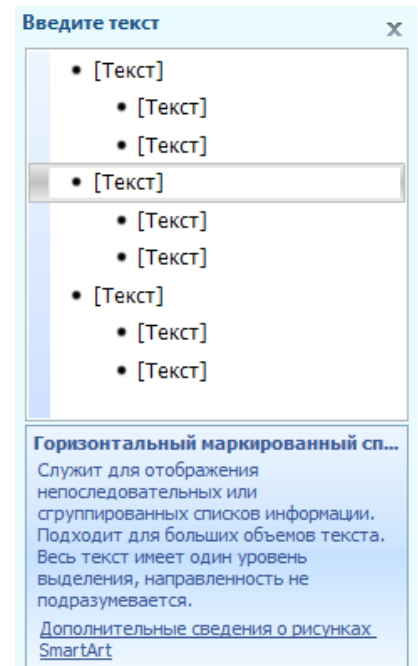 Введите текст
x
• [Текст]
• [Текст]
• [Текст]
• [Текст]
• [Текст]
• [Текст]
• [Текст]
• [Текст]
• [Текст]
Горизонтальный маркированный сп...
Служит для отображения
непоследовательных или
сгруппированных списков информации.
Подходит для больших объемов текста.
Весь текст имеет один уровень
выделения, направленность не
подразумевается.
Дополнительные сведения о рисунках
SmartArt